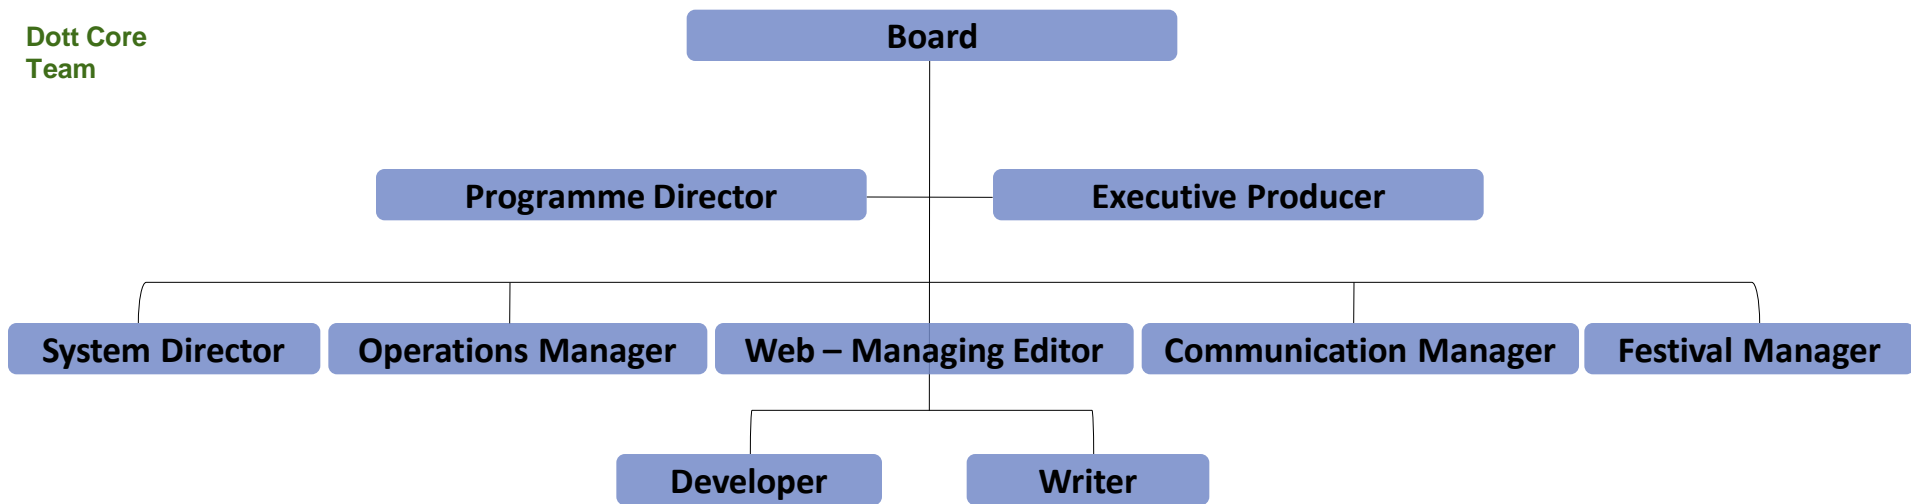 Dott Core
Team
Board
Programme Director
Executive Producer
System Director
Operations Manager
Web – Managing Editor
Communication Manager
Festival Manager
Developer
Writer